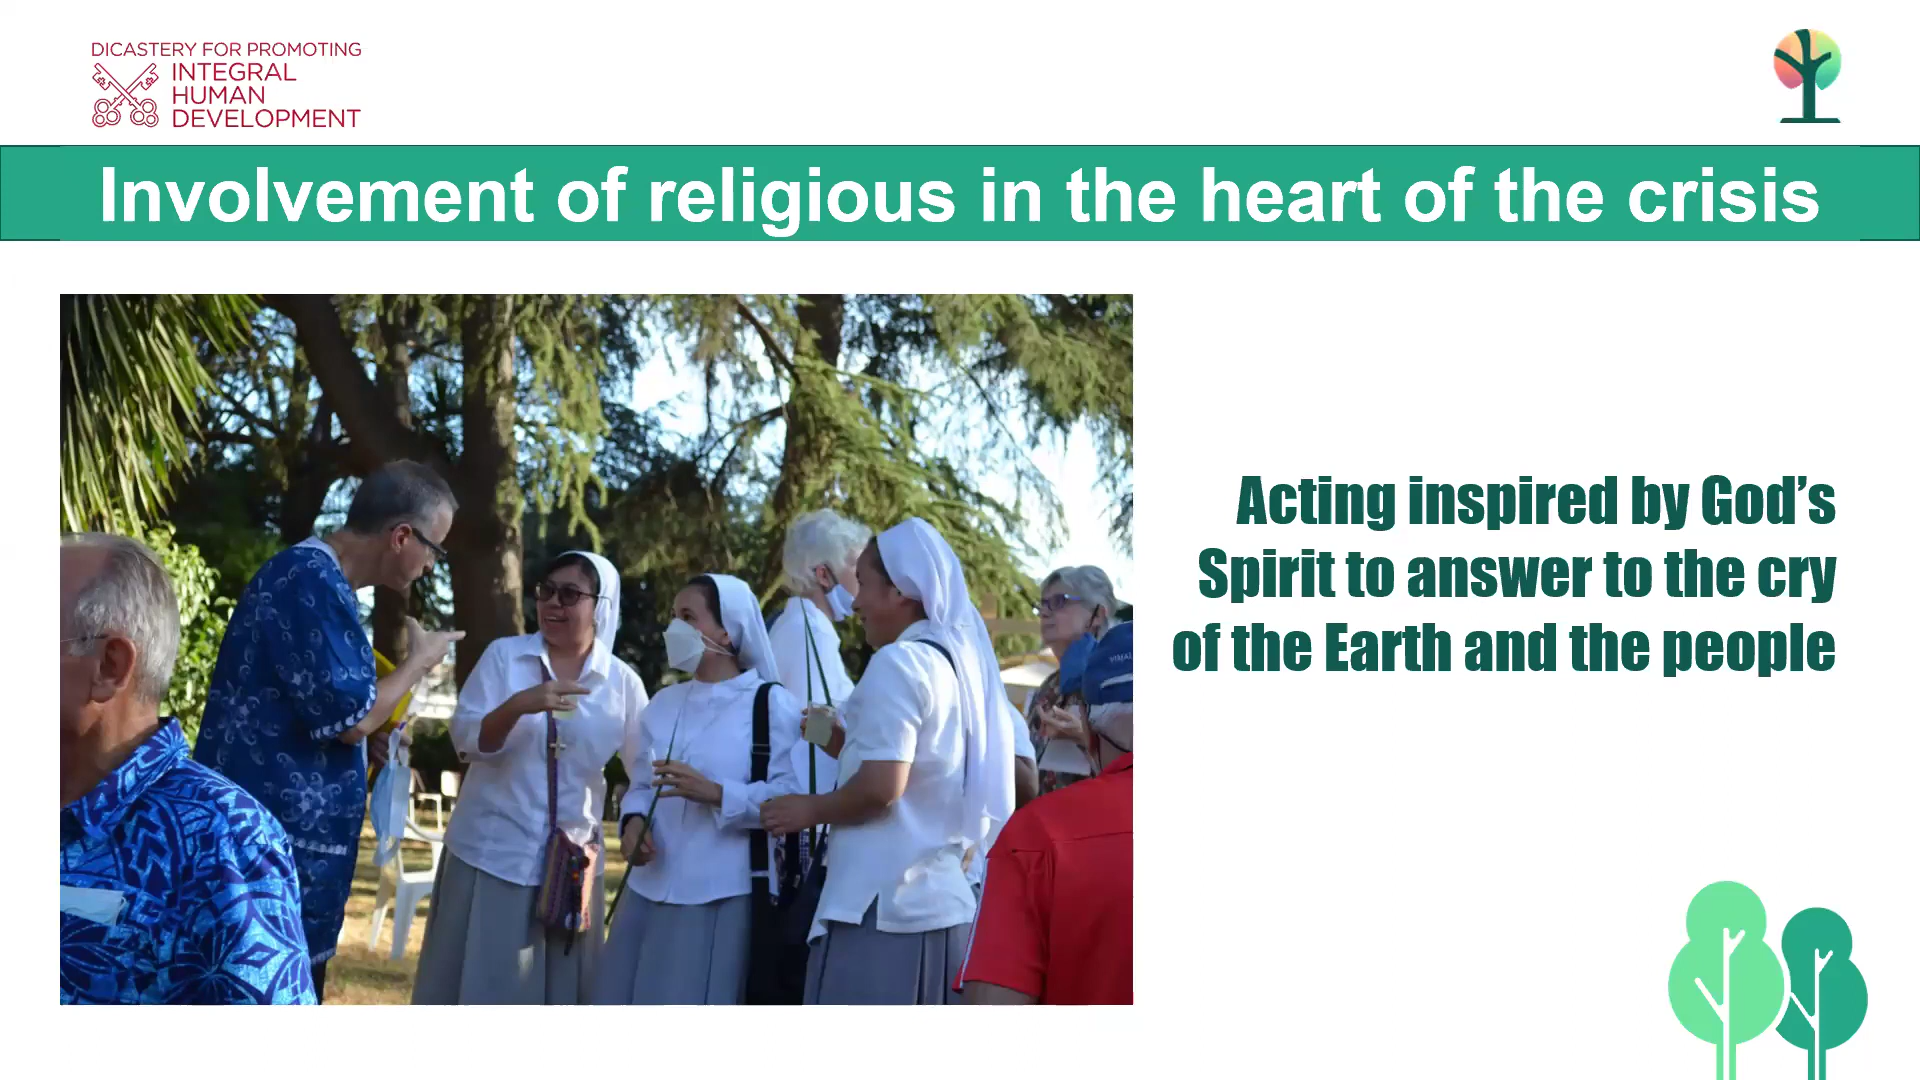 DICASTERY FOR PROMOTING
INTEGRAL
HUMAN
DEVELOPMENT
Involvement of religious in the heart of the crisis
Acting inspired by God’s
Spirit to answer to the cry
of the Earth and the people